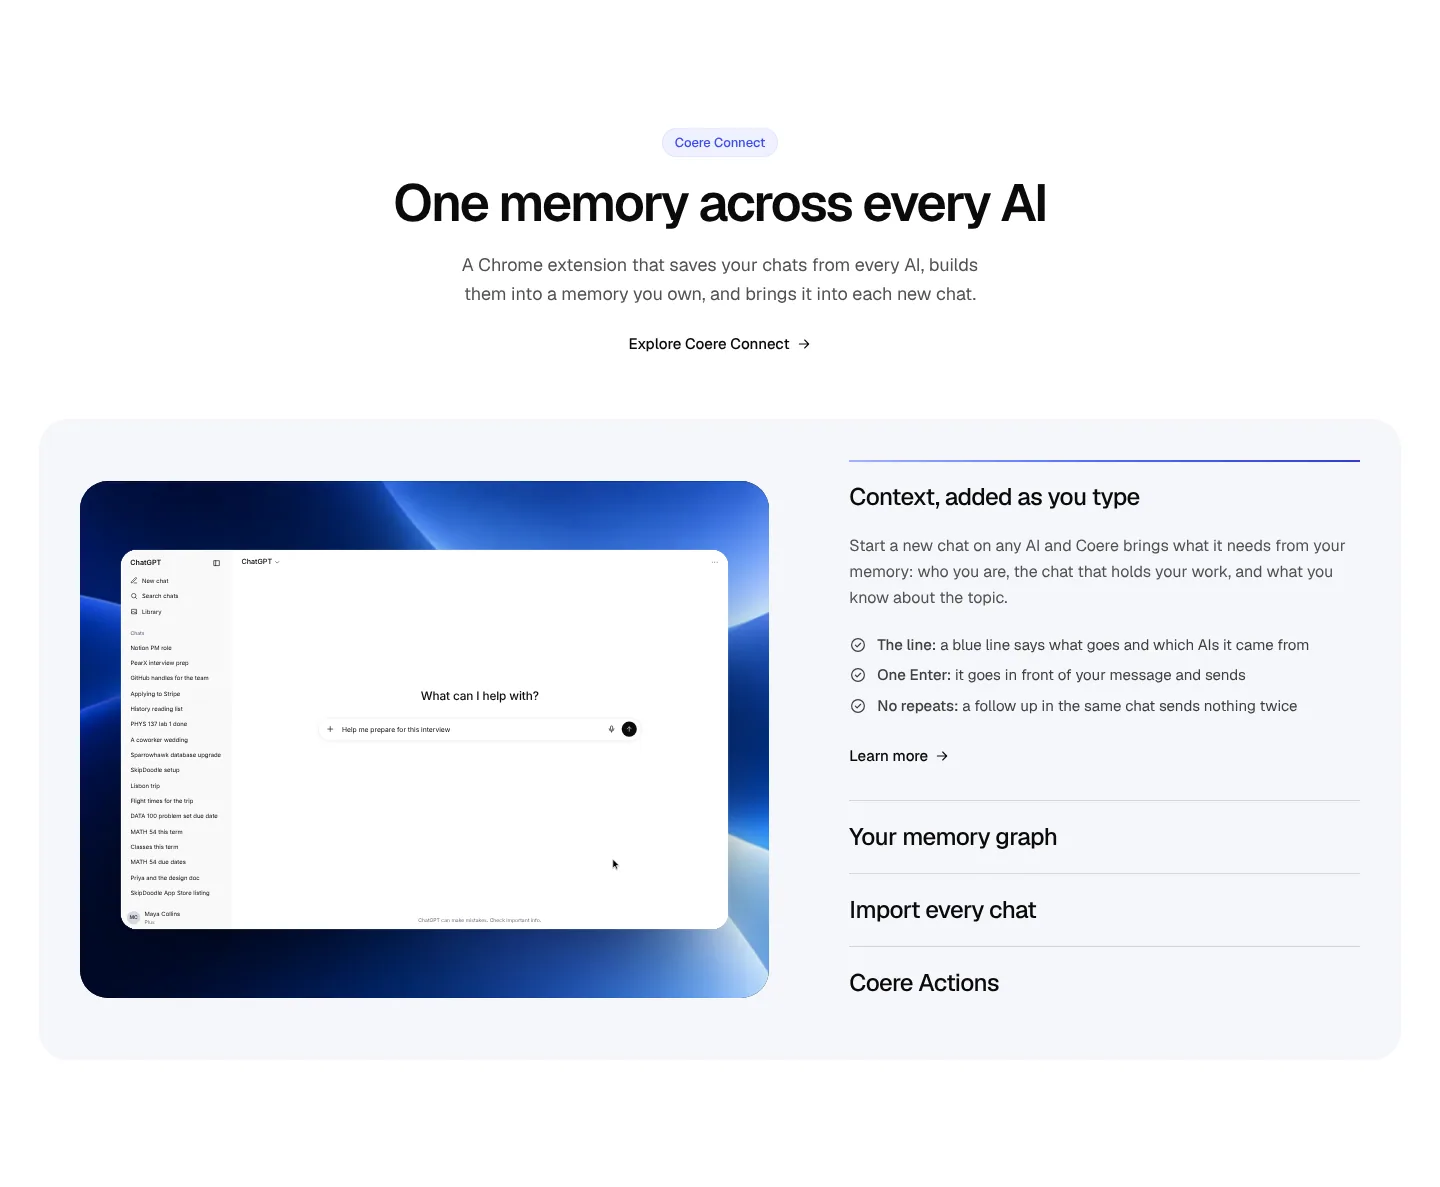 Coere Connect
One memory across every AI
A Chrome extension that saves your chats from every AI, builds
them into a memory you own, and brings it into each new chat.
Explore Coere Connect →
ChatGPT
New chat
Search chats
Library
Chats
Notion PM role
PearX interview prep
GitHub handles for the team
Applying to Stripe
History reading list
PHYS 137 lab 1 done
A coworker wedding
Sparrowhawk database upgrade
SkipDoodle setup
Lisbon trip
Flight times for the trip
DATA 100 problem set due date
MATH 54 this term
Classes this term
MATH 54 due dates
Priya and the design doc
SkipDoodle App Store listing
MC
Maya Collins
Plus
ChatGPT
What can I help with?
Help me prepare for this interview
ChatGPT can make mistakes. Check important info.
Context, added as you type
Start a new chat on any AI and Coere brings what it needs from your
memory: who you are, the chat that holds your work, and what you
know about the topic.
The line: a blue line says what goes and which AIs it came from
One Enter: it goes in front of your message and sends
No repeats: a follow up in the same chat sends nothing twice
Learn more →
Your memory graph
Import every chat
Coere Actions